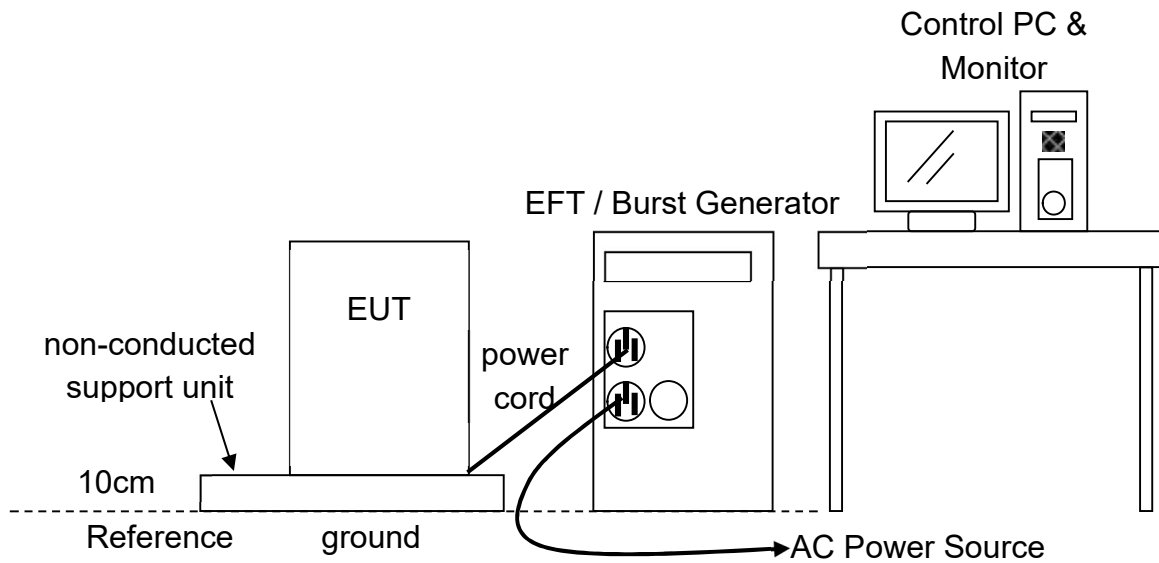 Control PC &
Monitor
EFT / Burst Generator
EUT
non-conducted
support unit
power
cord
10cm
Reference ground
AC Power Source